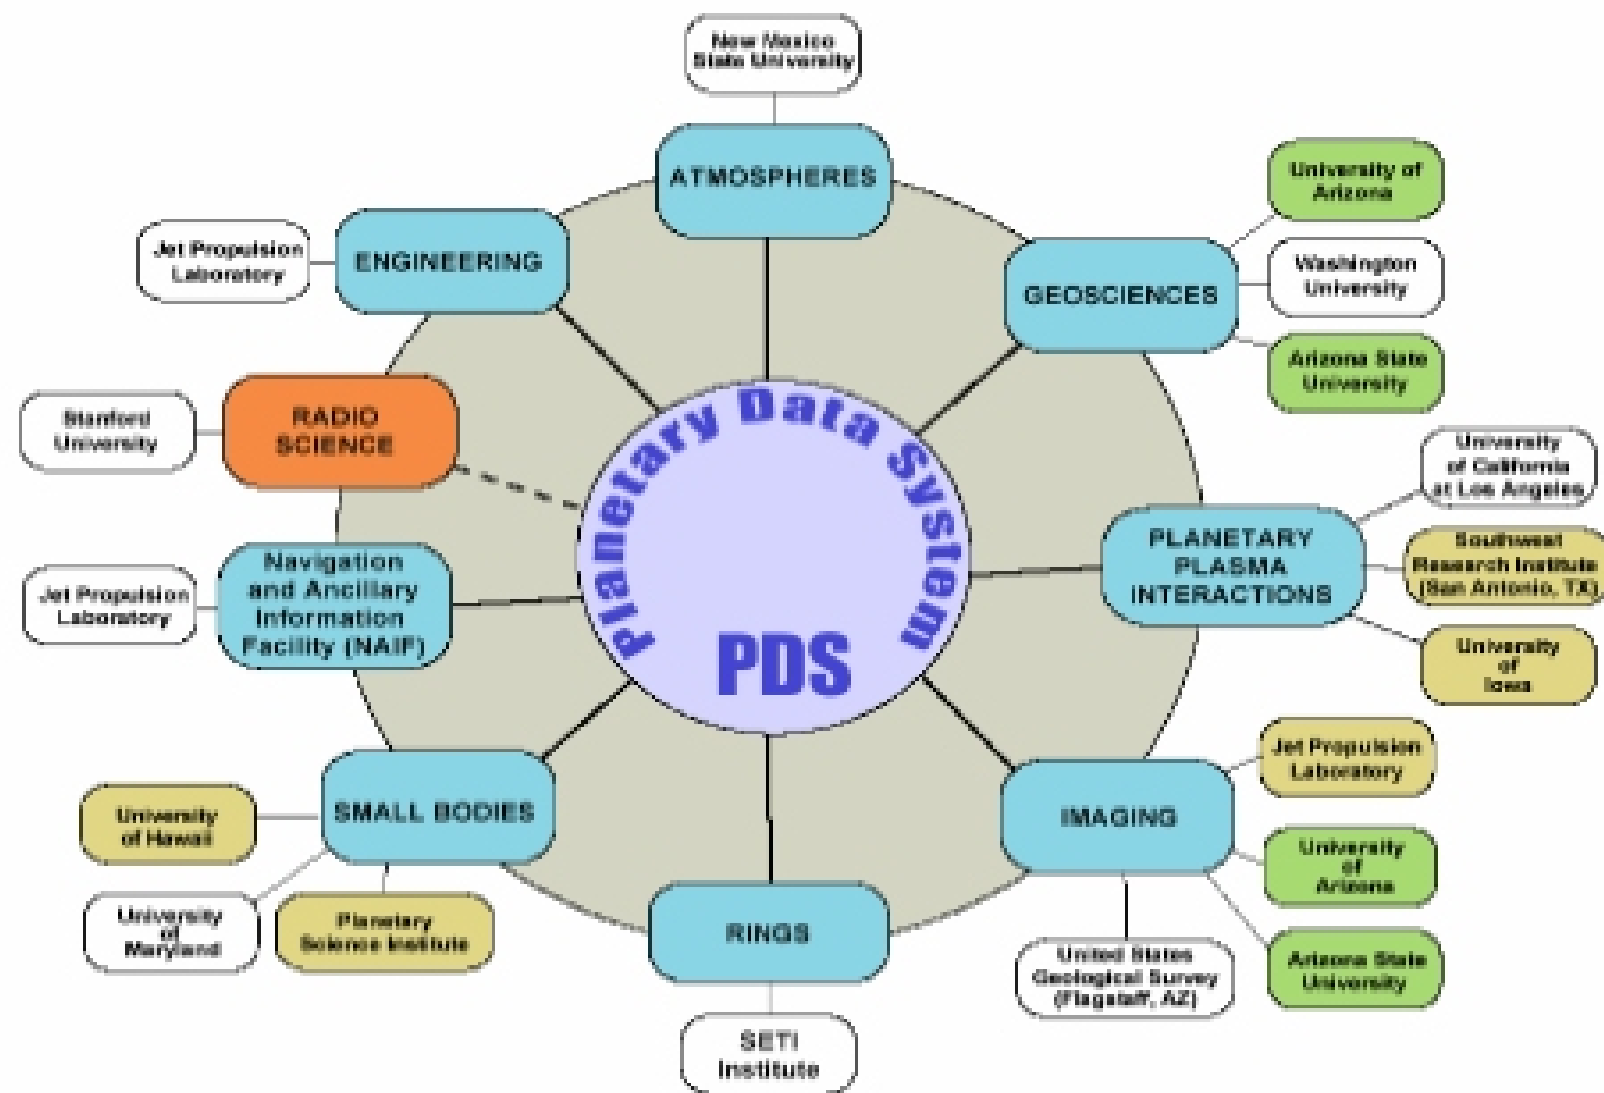 New Mexico
State University
ATMOSPHERES
University of
Arizona
Jet Propulsion
Laboratory
ENGINEERING
GEOSCIENCES
Washington
University
Arizona State
University
Stanford
University
RADIO
SCIENCE
Planetary Data System
PDS
University
of California
at Los Angeles
PLANETARY
PLASMA
INTERACTIONS
Southwest
Research Institute
(San Antonio, TX)
University
of
Iowa
Jet Propulsion
Laboratory
Navigation
and Ancillary
Information
Facility (NAIF)
Jet Propulsion
Laboratory
University
of Hawaii
SMALL BODIES
IMAGING
University
of
Arizona
University
of
Maryland
Planetary
Science Institute
RINGS
United States
Geological Survey
(Flagstaff, AZ)
Arizona State
University
SETI
Institute